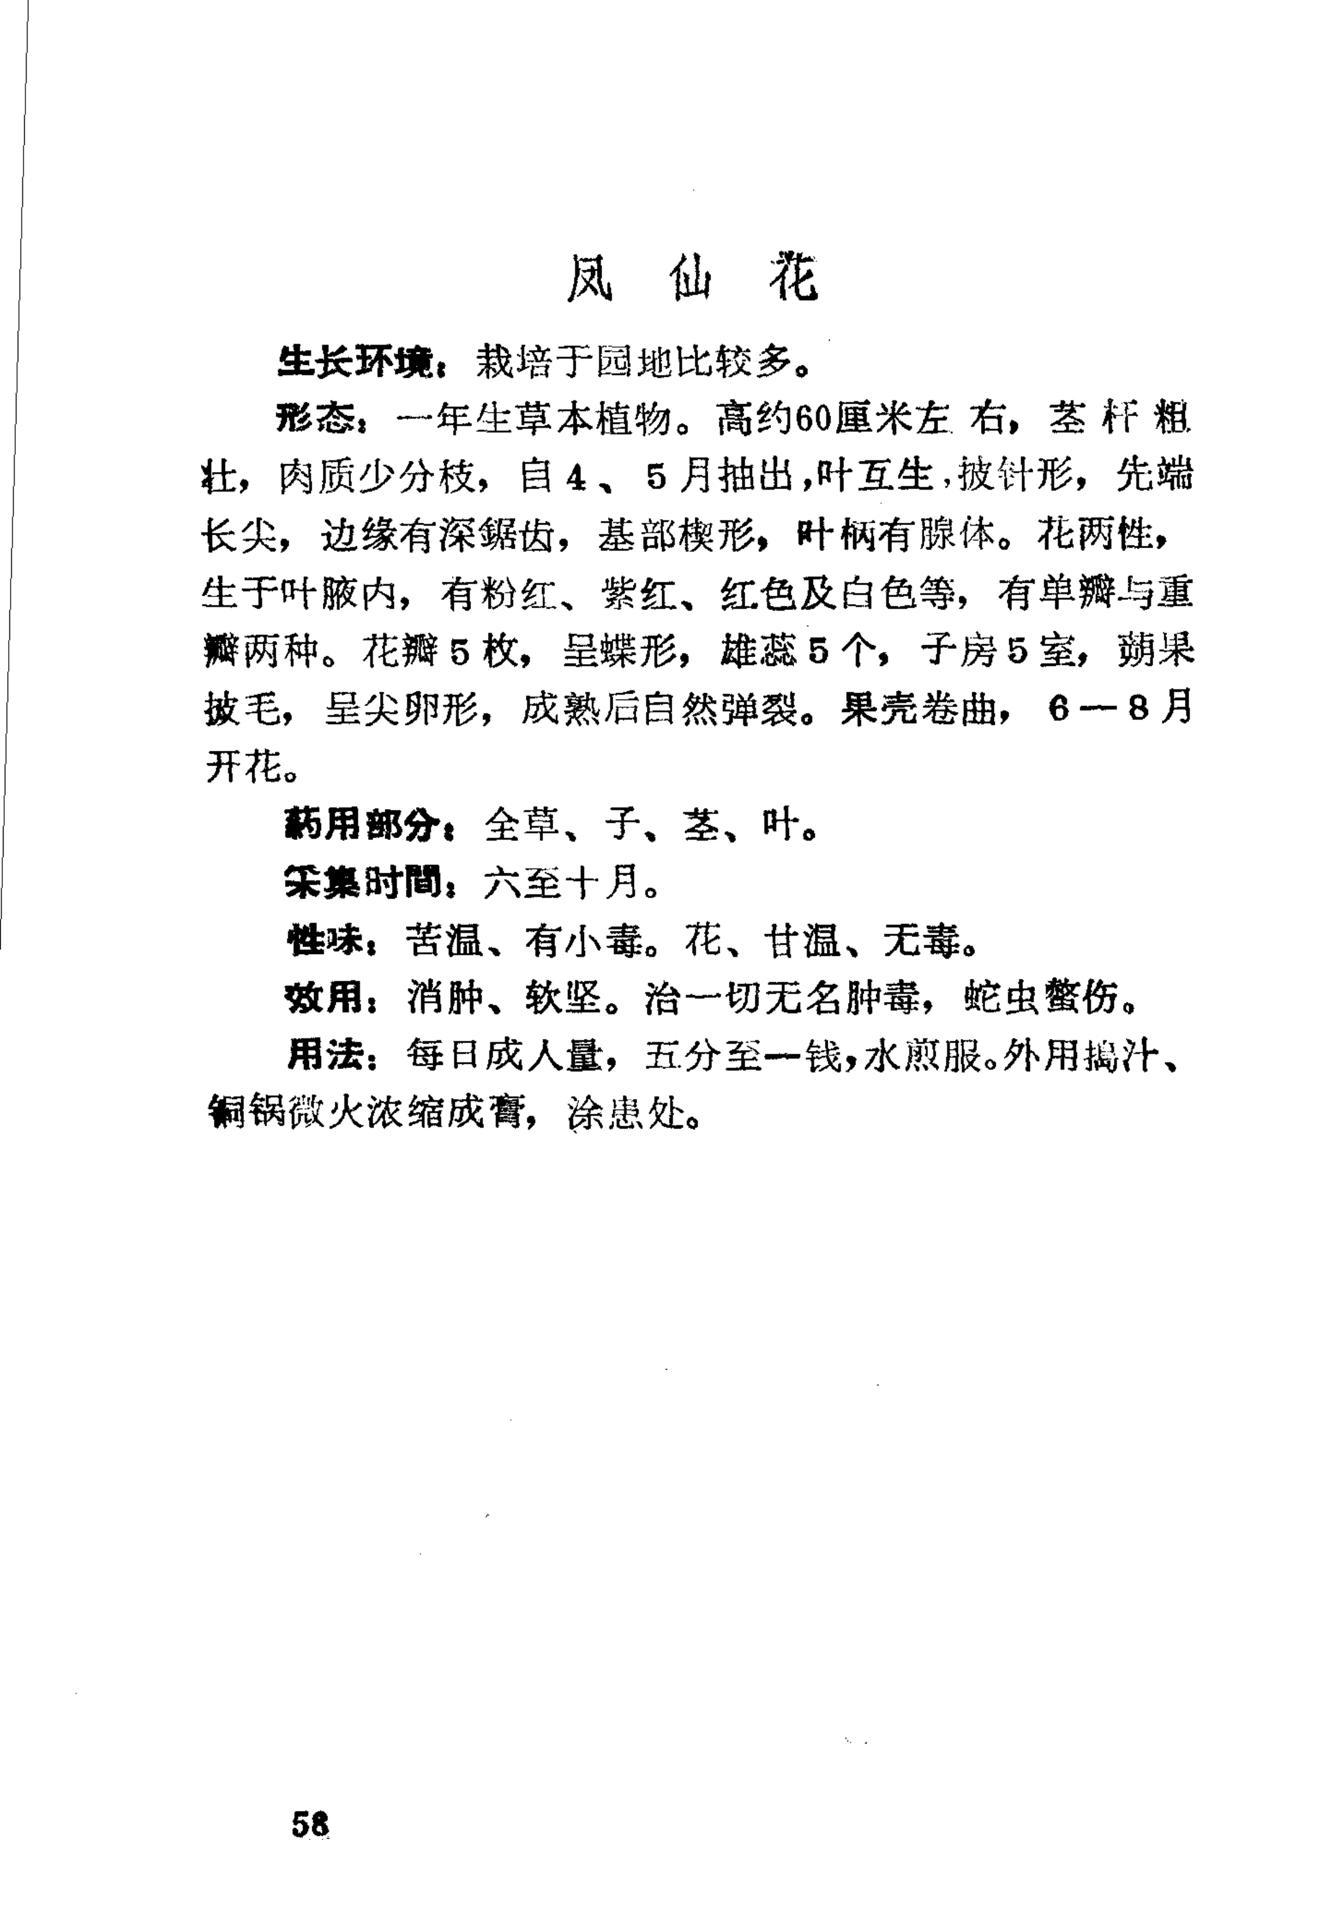 凤仙花
生长环境：栽培于园地比较多。
形态：一年生草本植物。高约60厘米左右，茎杆粗
壮，肉质少分枝，自4、5月抽出，叶互生，披针形，先端
长尖，边缘有深鋸齿，基部楔形，叶柄有腺体。花两性，
生于叶腋内，有粉红、紫红、红色及白色等，有单瓣与重
瓣两种。花瓣5枚，呈蝶形，雄蕊5个，子房5室，蒴果
披毛，呈尖卵形，成熟后自然弹裂。果壳卷曲，6—8月
开花。
药用部分：全草、子、茎、叶。
采集时間：六至十月。
性味：苦温、有小毒。花、甘温、无毒。
效用：消肿、软坚。治一切无名肿毒，蛇虫螫伤。
用法：每日成人量，五分至一钱，水煎服。外用搗汁、
铜锅微火浓缩成膏，涂患处。
58